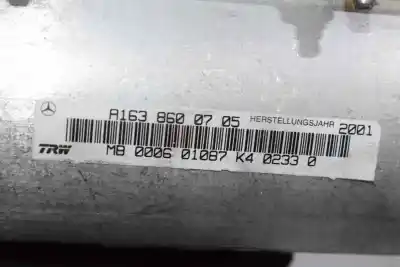 A163 860 07 05 HERSTELLUNGSJAHR 2001
TRW MB 0006 01087 K4 0233 0